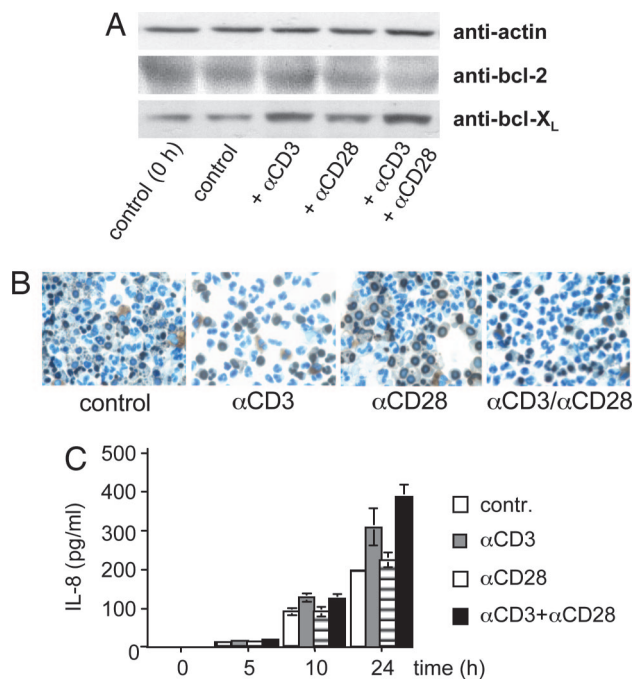 A
anti-actin
anti-bcl-2
anti-bcl-XL
control (0 h)
control
+ αCD3
+ αCD28
+ αCD3
+ αCD28
B
control
αCD3
αCD28
αCD3/αCD28
C
500
400
300
200
100
0
IL-8 (pg/ml)
0
5
10
24
time (h)
contr.
αCD3
αCD28
αCD3+αCD28